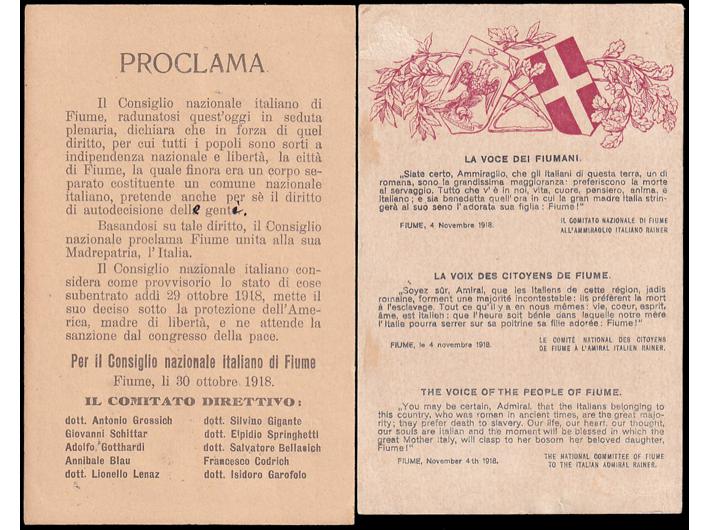 PROCLAMA.
Il Consiglio nazionale italiano di
Fiume, radunatosi quest'oggi in seduta
plenaria, dichiara che in forza di quel
diritto, per cui tutti i popoli sono sorti a
indipendenza nazionale e libertà, la città
di Fiume, la quale finora era un corpo se-
parato costituente un comune nazionale
italiano, pretende anche per sè il diritto
di autodecisione delle genti.
Basandosi su tale diritto, il Consiglio
nazionale proclama Fiume unita alla sua
Madrepatria, l'Italia.
Il Consiglio nazionale italiano con-
sidera come provvisorio lo stato di cose
subentrato addì 29 ottobre 1918, mette il
suo deciso sotto la protezione dell'Ame-
rica, madre di libertà, e ne attende la
sanzione dal congresso della pace.
Per il Consiglio nazionale italiano di Fiume
Fiume, li 30 ottobre 1918.
IL COMITATO DIRETTIVO:
dott. Antonio Grossich
Giovanni Schittar
Adolfo Gotthardi
Annibale Blau
dott. Lionello Lenaz
dott. Silvino Gigante
dott. Elpidio Springhetti
dott. Salvatore Bellasich
Francesco Codrich
dott. Isidoro Garofolo
LA VOCE DEI FIUMANI.
„Siate certo, Ammiraglio, che gli Italiani di questa terra, un dì
romana, sono la grandissima maggioranza: preferiscono la morte
al servaggio. Tutto che v'è in noi, vita, cuore, pensiero, anima, è
Italiano; e sia benedetta quell'ora in cui la gran madre Italia stringerà al suo seno l'adorata sua figlia: Fiume!"
FIUME, 4 Novembre 1918.
IL COMITATO NAZIONALE DI FIUME
ALL'AMMIRAGLIO ITALIANO RAINER
LA VOIX DES CITOYENS DE FIUME.
„Soyez sûr, Amiral, que les Italiens de cette région, jadis
romaine, forment une majorité incontestable: ils préfèrent la mort
à l'esclavage. Tout ce qu'il y a en nous mêmes: vie, coeur, esprit,
âme, est Italien: que l'heure soit bénie dans laquelle notre mère
l'Italie pourra serrer sur sa poitrine sa fille adorée: Fiume!"
FIUME, le 4 novembre 1918.
LE COMITÉ NATIONAL DES CITOYENS
DE FIUME À L'AMIRAL ITALIEN RAINER.
THE VOICE OF THE PEOPLE OF FIUME.
„You may be certain, Admiral, that the Italians belonging to
this country, who was roman in ancient times, are the great majo-
rity; they prefer death to slavery. Our life, our heart, our thought,
our souls are Italian and the moment will be blessed in which the
great Mother Italy, will clasp to her bosom her beloved daughter,
Fiume!"
FIUME, November 4th 1918.
THE NATIONAL COMMITTEE OF FIUME
TO THE ITALIAN ADMIRAL RAINER.